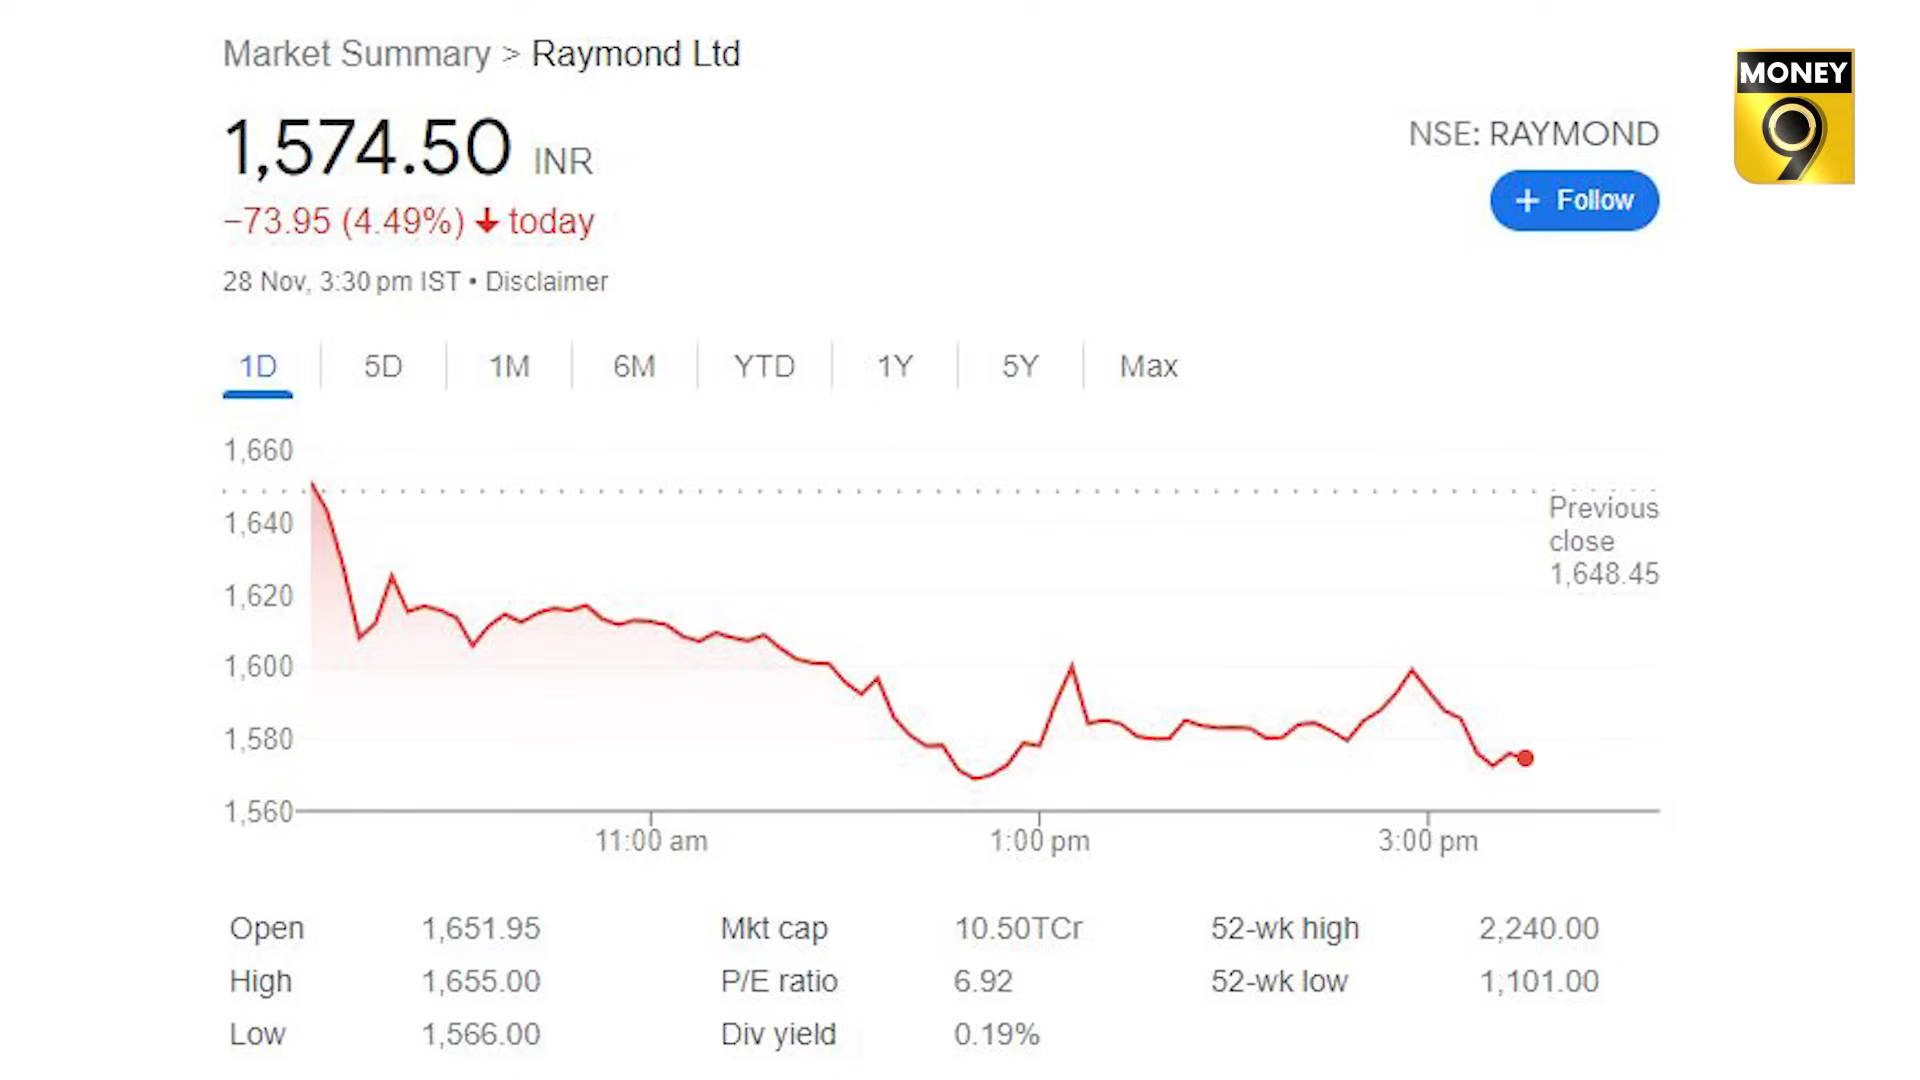 Market Summary > Raymond Ltd
MONEY
9
1,574.50 INR
NSE: RAYMOND
+ Follow
−73.95 (4.49%) ↓ today
28 Nov, 3:30 pm IST • Disclaimer
1D 5D 1M 6M YTD 1Y 5Y Max
1,660
1,640
1,620
1,600
1,580
1,560
Previous
close
1,648.45
11:00 am 1:00 pm 3:00 pm
Open 1,651.95 Mkt cap 10.50TCr 52-wk high 2,240.00
High 1,655.00 P/E ratio 6.92 52-wk low 1,101.00
Low 1,566.00 Div yield 0.19%